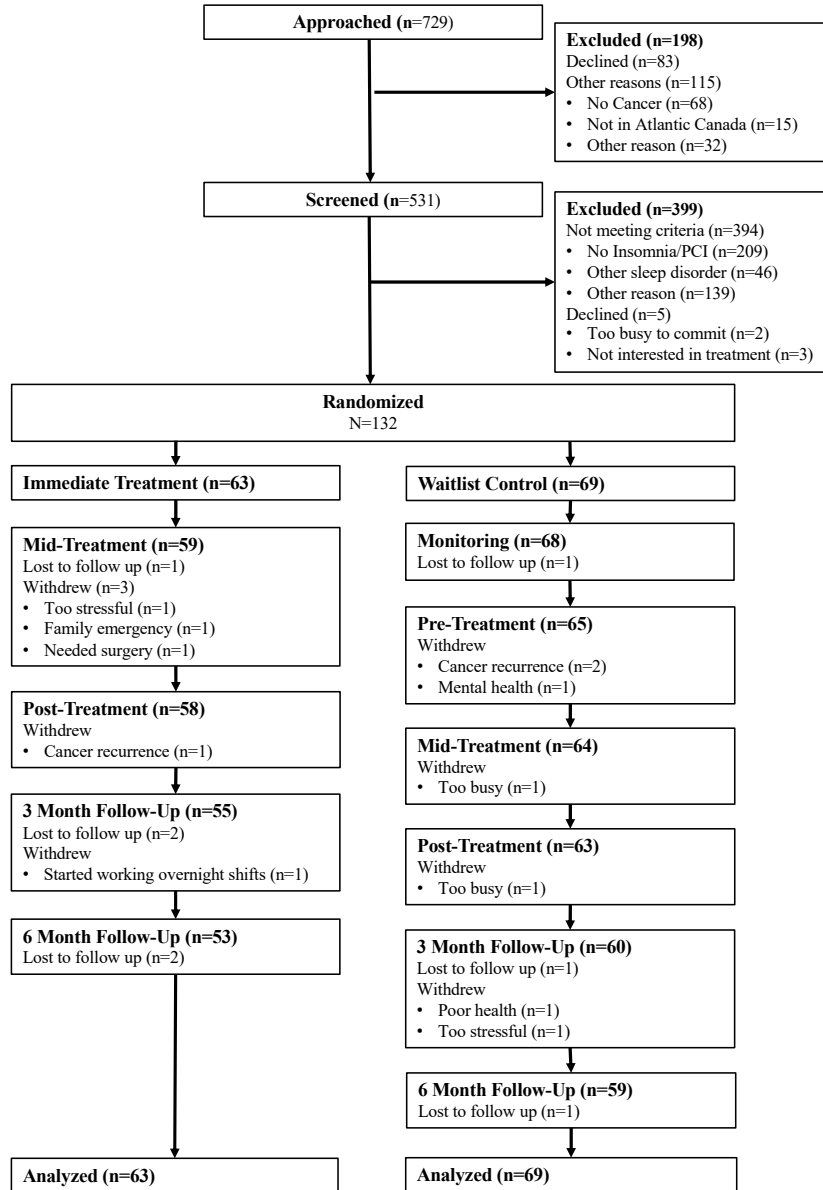 Approached (n=729)
Excluded (n=198)
Declined (n=83)
Other reasons (n=115)
• No Cancer (n=68)
• Not in Atlantic Canada (n=15)
• Other reason (n=32)
Screened (n=531)
Excluded (n=399)
Not meeting criteria (n=394)
• No Insomnia/PCI (n=209)
• Other sleep disorder (n=46)
• Other reason (n=139)
Declined (n=5)
• Too busy to commit (n=2)
• Not interested in treatment (n=3)
Randomized
N=132
Immediate Treatment (n=63)
Mid-Treatment (n=59)
Lost to follow up (n=1)
Withdrew (n=3)
• Too stressful (n=1)
• Family emergency (n=1)
• Needed surgery (n=1)
Post-Treatment (n=58)
Withdrew
• Cancer recurrence (n=1)
3 Month Follow-Up (n=55)
Lost to follow up (n=2)
Withdrew
• Started working overnight shifts (n=1)
6 Month Follow-Up (n=53)
Lost to follow up (n=2)
Analyzed (n=63)
Waitlist Control (n=69)
Monitoring (n=68)
Lost to follow up (n=1)
Pre-Treatment (n=65)
Withdrew
• Cancer recurrence (n=2)
• Mental health (n=1)
Mid-Treatment (n=64)
Withdrew
• Too busy (n=1)
Post-Treatment (n=63)
Withdrew
• Too busy (n=1)
3 Month Follow-Up (n=60)
Lost to follow up (n=1)
Withdrew
• Poor health (n=1)
• Too stressful (n=1)
6 Month Follow-Up (n=59)
Lost to follow up (n=1)
Analyzed (n=69)